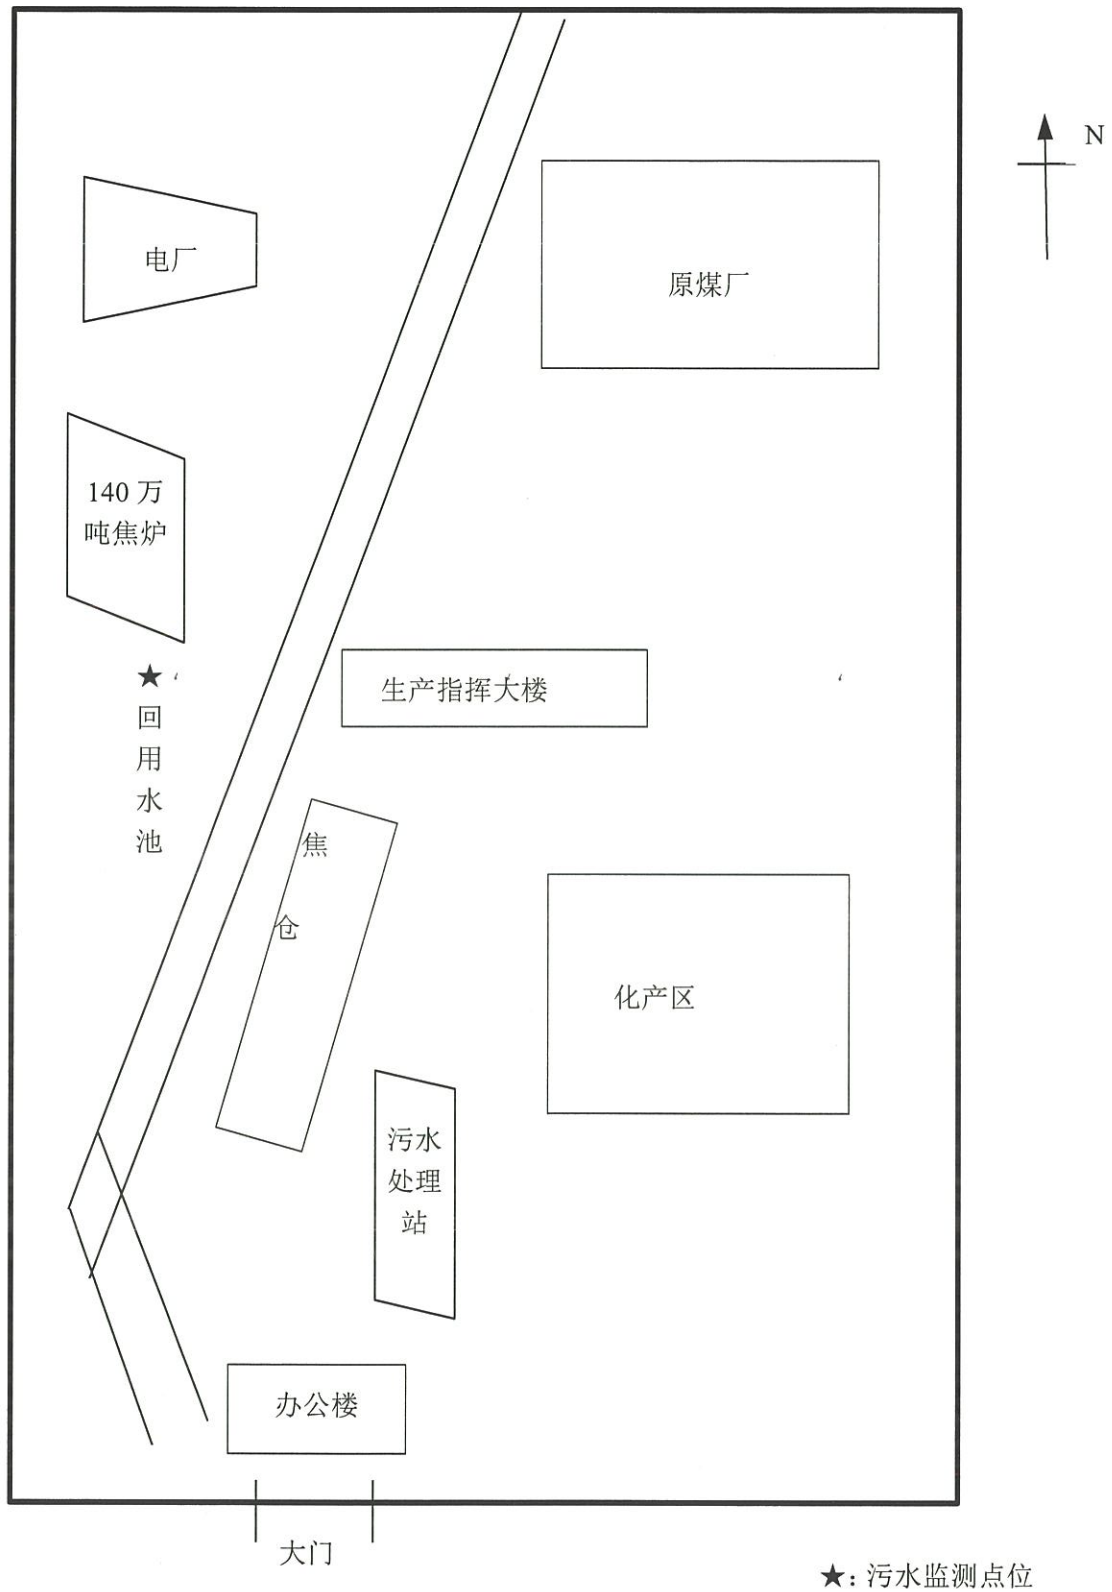 N
电厂
原煤厂
140 万
吨焦炉
★
回
用
水
池
生产指挥大楼
焦
仓
化产区
污水
处理
站
办公楼
大门
★: 污水监测点位